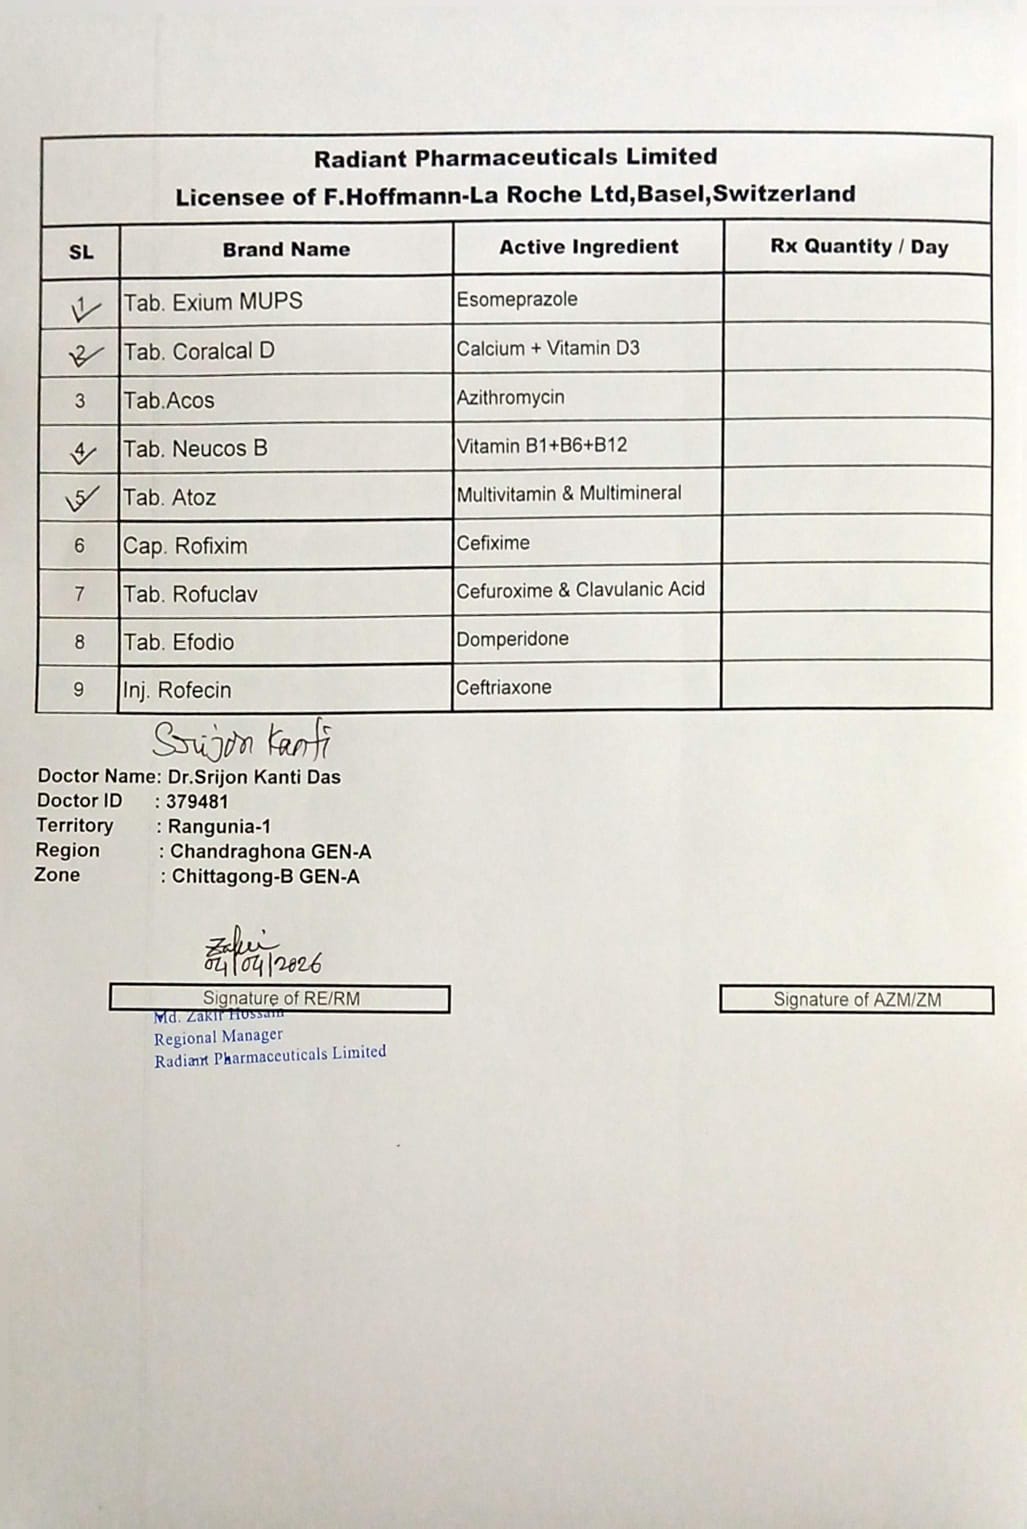 Radiant Pharmaceuticals Limited
Licensee of F.Hoffmann-La Roche Ltd,Basel,Switzerland
SL Brand Name Active Ingredient Rx Quantity / Day
1 Tab. Exium MUPS Esomeprazole
2 Tab. Coralcal D Calcium + Vitamin D3
3 Tab.Acos Azithromycin
4 Tab. Neucos B Vitamin B1+B6+B12
5 Tab. Atoz Multivitamin & Multimineral
6 Cap. Rofixim Cefixime
7 Tab. Rofuclav Cefuroxime & Clavulanic Acid
8 Tab. Efodio Domperidone
9 Inj. Rofecin Ceftriaxone
Srijon Kanti
Doctor Name: Dr.Srijon Kanti Das
Doctor ID : 379481
Territory : Rangunia-1
Region : Chandraghona GEN-A
Zone : Chittagong-B GEN-A
Zakir
04/04/2026
Signature of RE/RM Signature of AZM/ZM
Md. Zakir Hossain
Regional Manager
Radiant Pharmaceuticals Limited